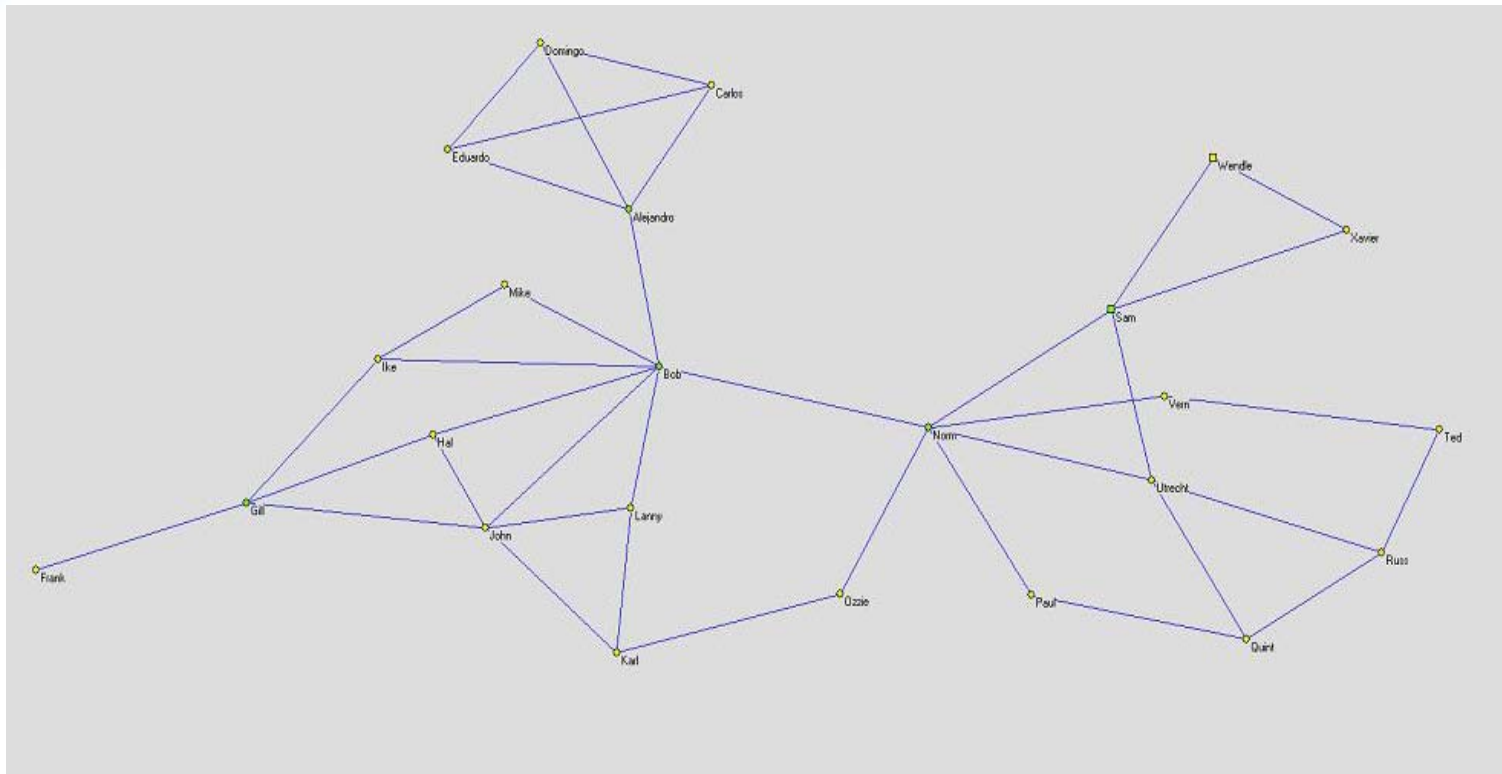 Domingo
Carlos
Eduardo
Wendle
Alejandro
Xavier
Mike
Sam
Ike
Bob
Vern
Norm
Ted
Hal
Utrecht
Gill
Lanny
John
Russ
Frank
Ozzie
Paul
Quint
Karl